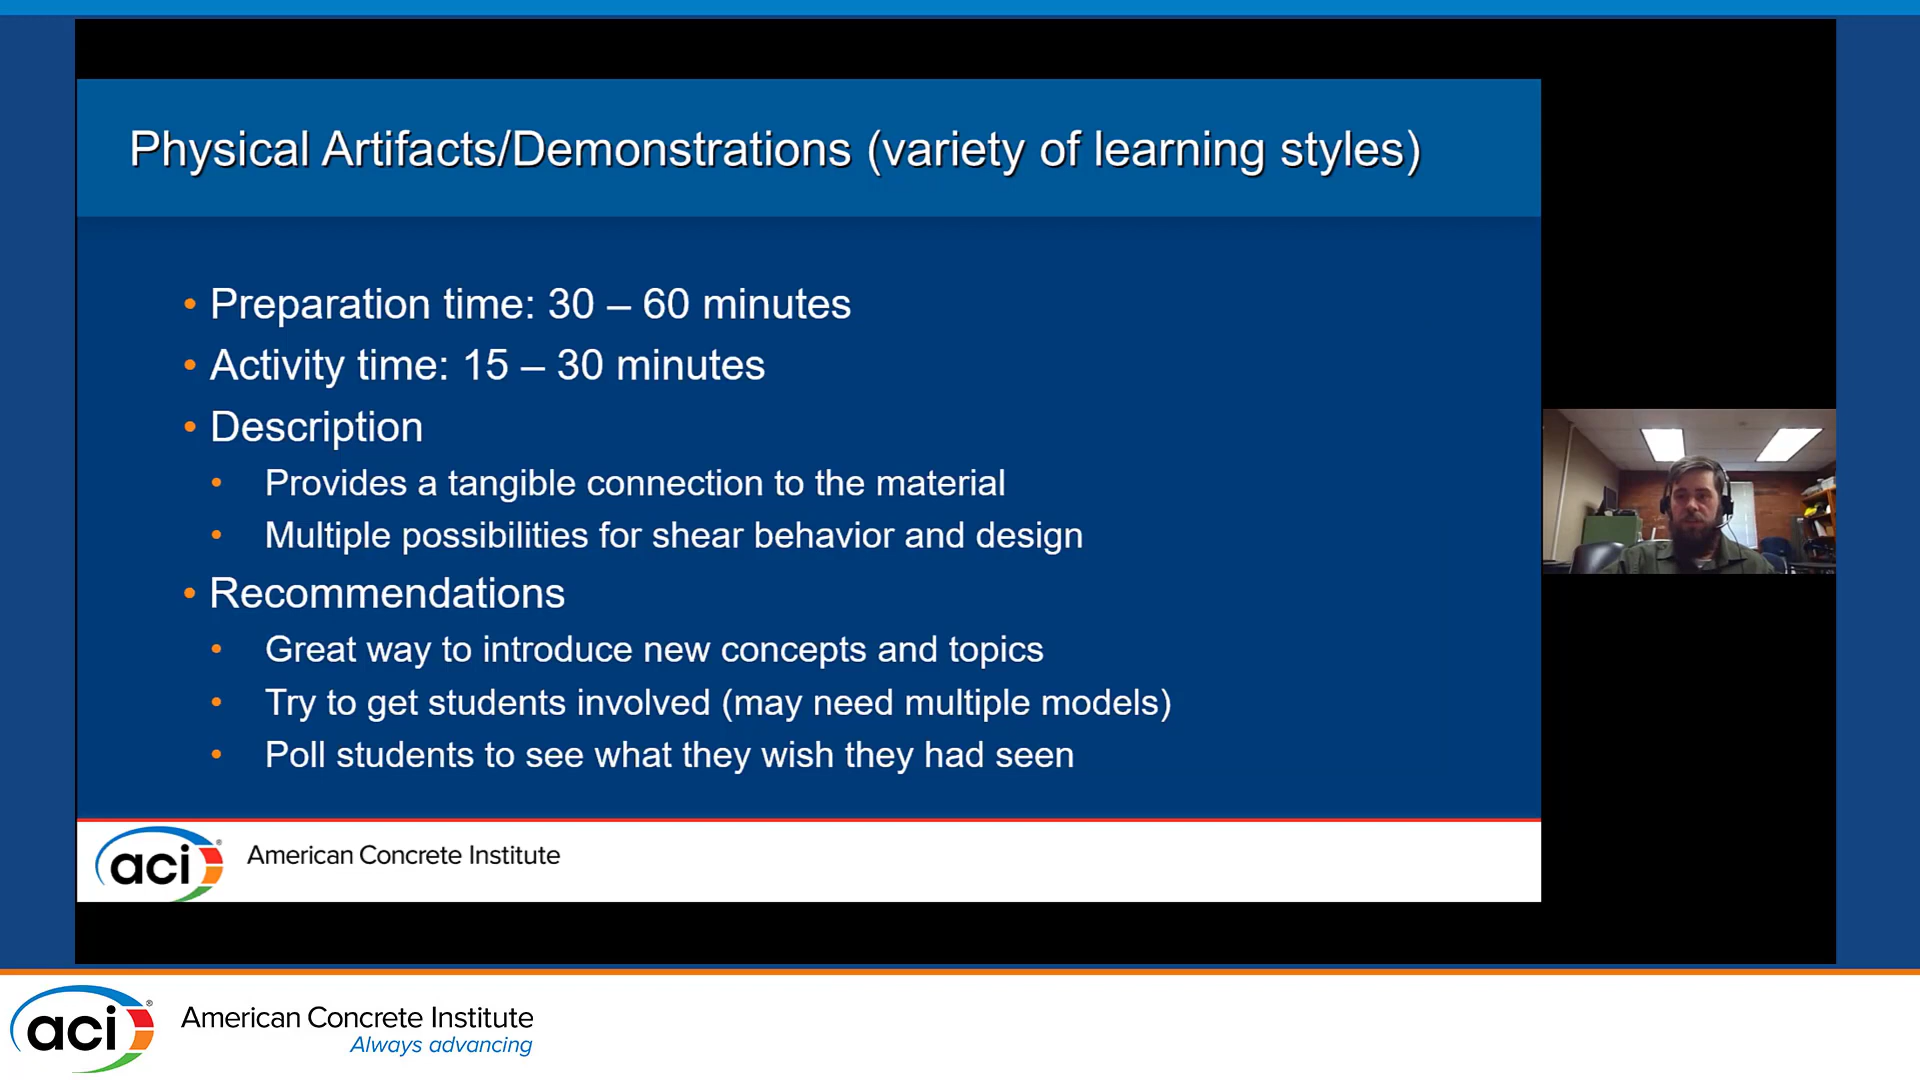 Physical Artifacts/Demonstrations (variety of learning styles)
• Preparation time: 30 – 60 minutes
• Activity time: 15 – 30 minutes
• Description
• Provides a tangible connection to the material
• Multiple possibilities for shear behavior and design
• Recommendations
• Great way to introduce new concepts and topics
• Try to get students involved (may need multiple models)
• Poll students to see what they wish they had seen
aci® American Concrete Institute
aci® American Concrete Institute
Always advancing